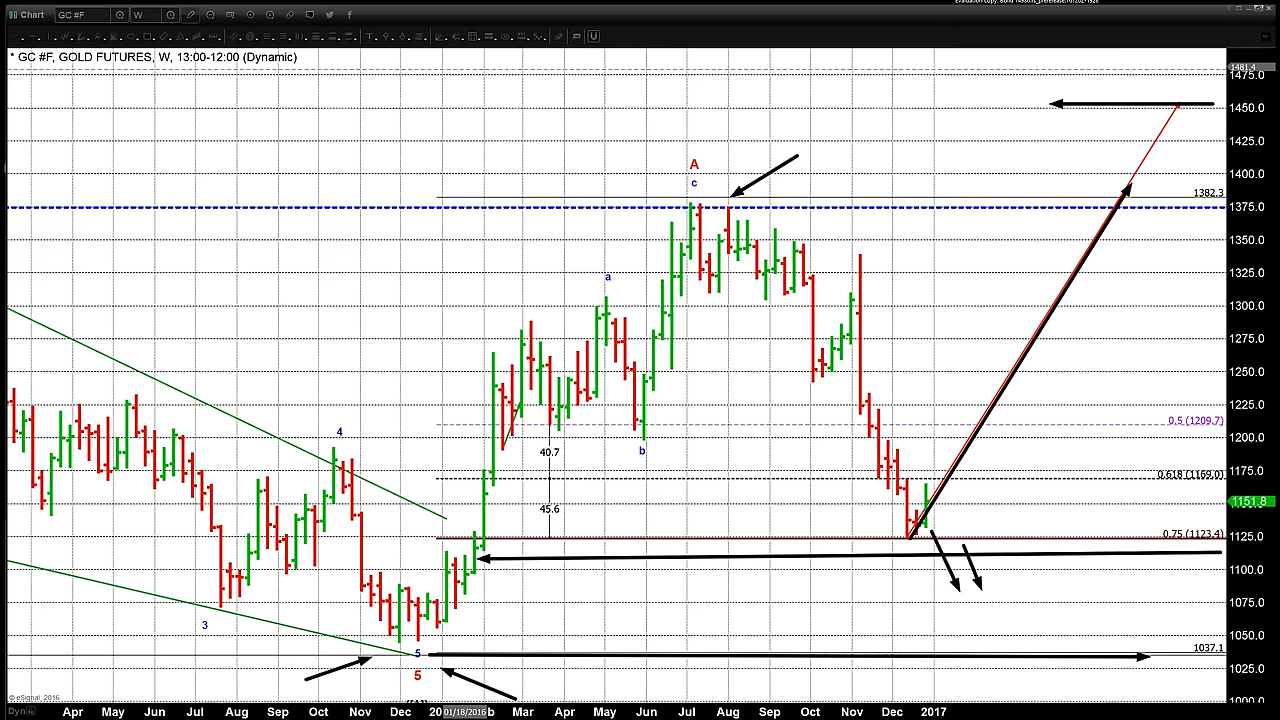 Chart
GC #F
W
* GC #F, GOLD FUTURES, W, 13:00-12:00 (Dynamic)
1481.4
1475.0
1450.0
1425.0
1400.0
A
c
1382.3
1375.0
1350.0
1325.0
a
1300.0
1275.0
1250.0
1225.0
0.5 (1209.7)
4
1200.0
b
40.7
1175.0
0.618 (1169.0)
1151.8
45.6
0.75 (1123.4)
1125.0
1100.0
1075.0
3
1050.0
5
1037.1
5
1025.0
© eSignal, 2016
1000.0
Dyn
Apr May Jun Jul Aug Sep Oct Nov Dec 20 01/18/2016 b Mar Apr May Jun Jul Aug Sep Oct Nov Dec 2017